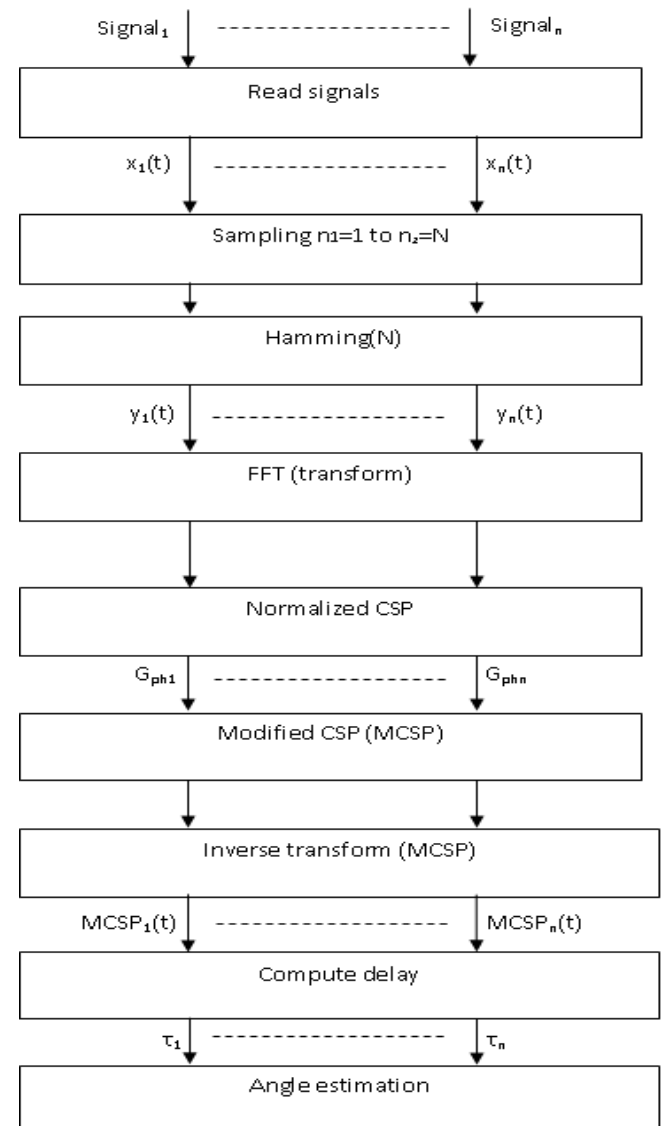 Signal₁ Signalₙ
Read signals
x₁(t) xₙ(t)
Sampling n₁=1 to n₂=N
Hamming(N)
y₁(t) yₙ(t)
FFT (transform)
Normalized CSP
Gₚₕ₁ Gₚₕₙ
Modified CSP (MCSP)
Inverse transform (MCSP)
MCSP₁(t) MCSPₙ(t)
Compute delay
τ₁ τₙ
Angle estimation